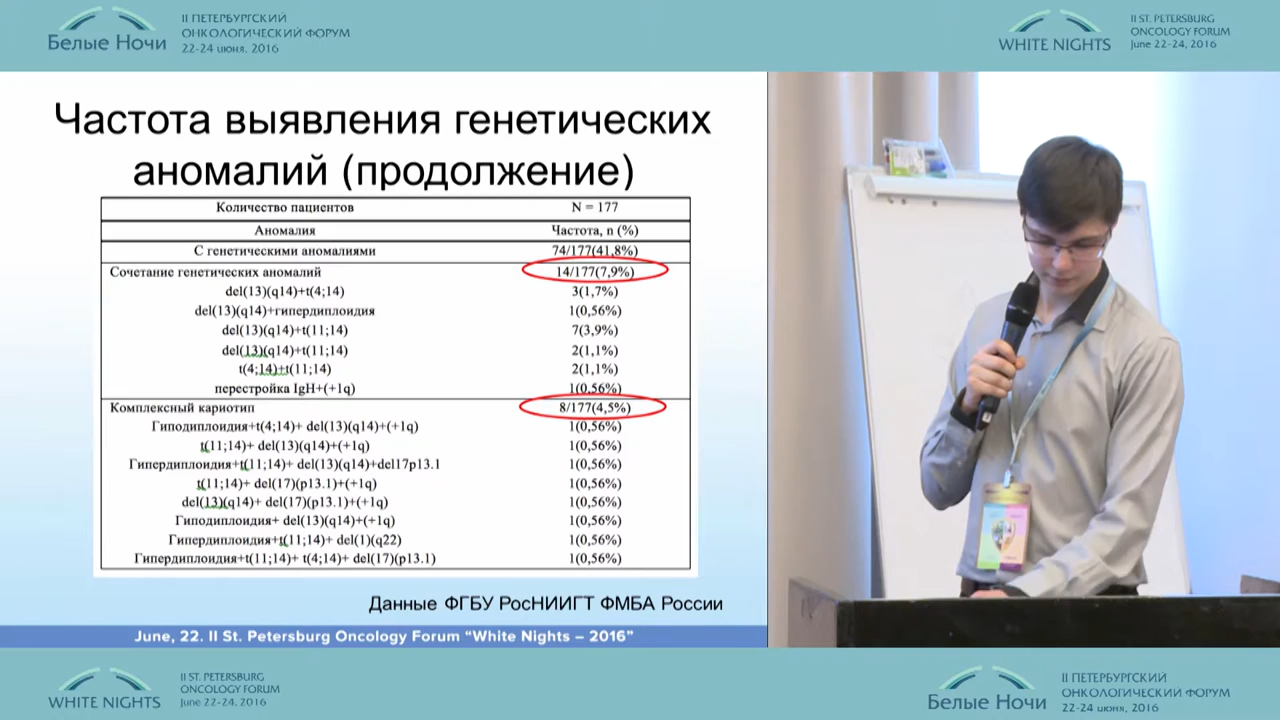 Белые Ночи
II ПЕТЕРБУРГСКИЙ
ОНКОЛОГИЧЕСКИЙ ФОРУМ
22-24 июня, 2016
WHITE NIGHTS
II ST. PETERSBURG
ONCOLOGY FORUM
June 22-24, 2016
Частота выявления генетических
аномалий (продолжение)
Количество пациентов N = 177
Аномалия Частота, n (%)
С генетическими аномалиями 74/177(41,8%)
Сочетание генетических аномалий 14/177(7,9%)
del(13)(q14)+t(4;14) 3(1,7%)
del(13)(q14)+гипердиплоидия 1(0,56%)
del(13)(q14)+t(11;14) 7(3,9%)
del(13)(q14)+t(11;14) 2(1,1%)
t(4;14)+t(11;14) 2(1,1%)
перестройка IgH+(+1q) 1(0,56%)
Комплексный кариотип 8/177(4,5%)
Гиподиплоидия+t(4;14)+ del(13)(q14)+(+1q) 1(0,56%)
t(11;14)+ del(13)(q14)+(+1q) 1(0,56%)
Гипердиплоидия+t(11;14)+ del(13)(q14)+del17p13.1 1(0,56%)
t(11;14)+ del(17)(p13.1)+(+1q) 1(0,56%)
del(13)(q14)+ del(17)(p13.1)+(+1q) 1(0,56%)
Гиподиплоидия+ del(13)(q14)+(+1q) 1(0,56%)
Гипердиплоидия+t(11;14)+ del(1)(q22) 1(0,56%)
Гипердиплоидия+t(11;14)+ t(4;14)+ del(17)(p13.1) 1(0,56%)
Данные ФГБУ РосНИИГТ ФМБА России
June, 22. II St. Petersburg Oncology Forum “White Nights – 2016”
WHITE NIGHTS
II ST. PETERSBURG
ONCOLOGY FORUM
June 22-24, 2016
Белые Ночи
II ПЕТЕРБУРГСКИЙ
ОНКОЛОГИЧЕСКИЙ ФОРУМ
22-24 июня, 2016